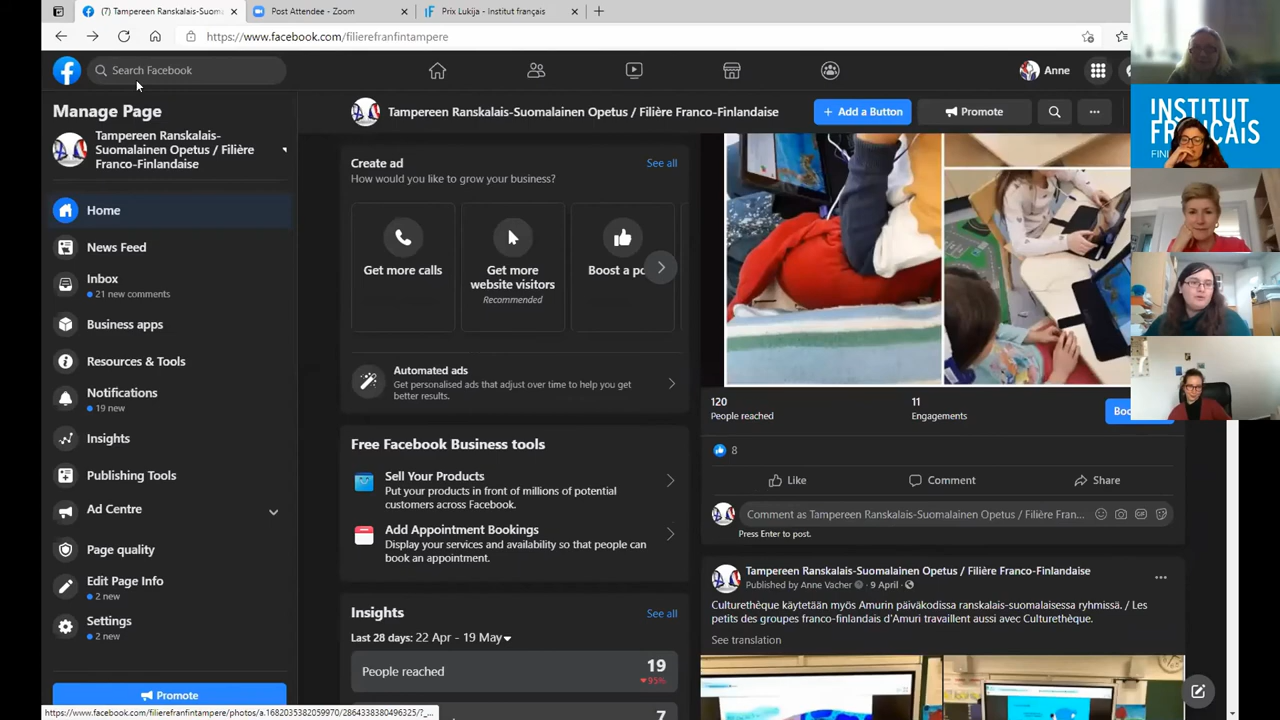 (7) Tampereen Ranskalais-Suoma
Post Attendee - Zoom
Prix Lukija - Institut français
https://www.facebook.com/filierefranfintampere
Search Facebook
Anne
Manage Page
Tampereen Ranskalais-
Suomalainen Opetus / Filière
Franco-Finlandaise
Home
News Feed
Inbox
21 new comments
Business apps
Resources & Tools
Notifications
19 new
Insights
Publishing Tools
Ad Centre
Page quality
Edit Page Info
2 new
Settings
2 new
Promote
https://www.facebook.com/filierefranfintampere/photos/a.1682035382059970/2864338380496325/?_...
Tampereen Ranskalais-Suomalainen Opetus / Filière Franco-Finlandaise
+ Add a Button
Promote
Create ad
See all
How would you like to grow your business?
Get more calls
Get more
website visitors
Recommended
Boost a po
Automated ads
Get personalised ads that adjust over time to help you get
better results.
Free Facebook Business tools
Sell Your Products
Put your products in front of millions of potential
customers across Facebook.
Add Appointment Bookings
Display your services and availability so that people can
book an appointment.
Insights
See all
Last 28 days: 22 Apr - 19 May
People reached
19
95%
7
120
People reached
11
Engagements
Boo
8
Like
Comment
Share
Comment as Tampereen Ranskalais-Suomalainen Opetus / Filière Fran...
GIF
Press Enter to post.
Tampereen Ranskalais-Suomalainen Opetus / Filière Franco-Finlandaise
Published by Anne Vacher · 9 April ·
Culturethèque käytetään myös Amurin päiväkodissa ranskalais-suomalaisessa ryhmissä. / Les
petits des groupes franco-finlandais d'Amuri travaillent aussi avec Culturethèque.
See translation
INSTITUT
FRANÇAIS
FIN